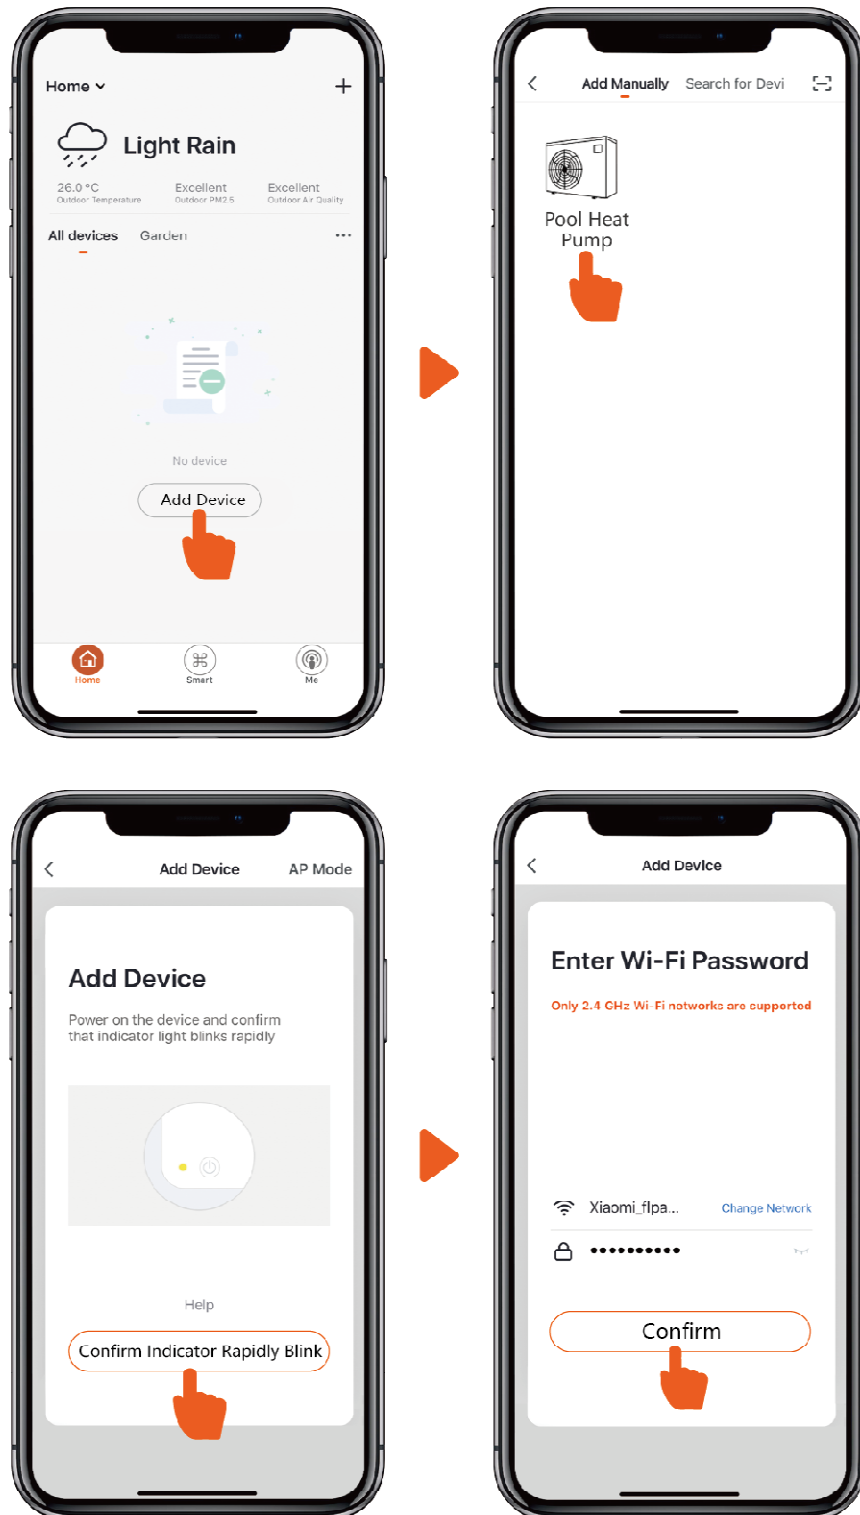 Home
Light Rain
26.0 °C Excellent Excellent
Outdoor Temperature Outdoor PM2.5 Outdoor Air Quality
All devices Garden
No device
Add Device
Home Smart Me
Add Manually Search for Devi
Pool Heat
Pump
Add Device AP Mode
Add Device
Power on the device and confirm
that indicator light blinks rapidly
Help
Confirm Indicator Rapidly Blink
Add Device
Enter Wi-Fi Password
Only 2.4 GHz Wi-Fi networks are supported
Xiaomi_flpa... Change Network
Confirm